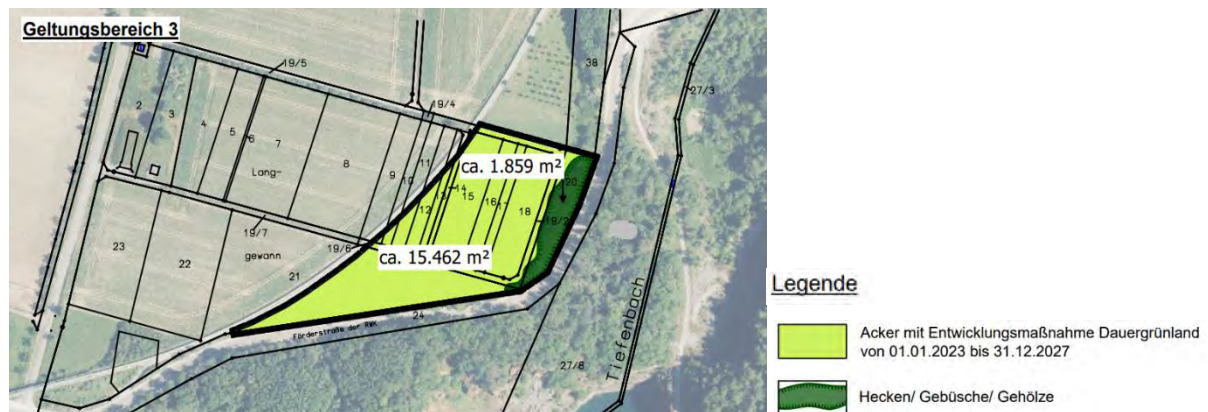 Geltungsbereich 3
19/5
38
27/3
19/4
2
3
4
5
6
7
8
9
10
11
12
13
14
15
16
17
18
20
19/2
ca. 1.859 m²
Lang-
gewann
19/7
19/6
ca. 15.462 m²
23
22
21
24
Förderstraße der RWK
27/8
Tiefenbach
Legende
Acker mit Entwicklungsmaßnahme Dauergrünland
von 01.01.2023 bis 31.12.2027
Hecken/ Gebüsche/ Gehölze